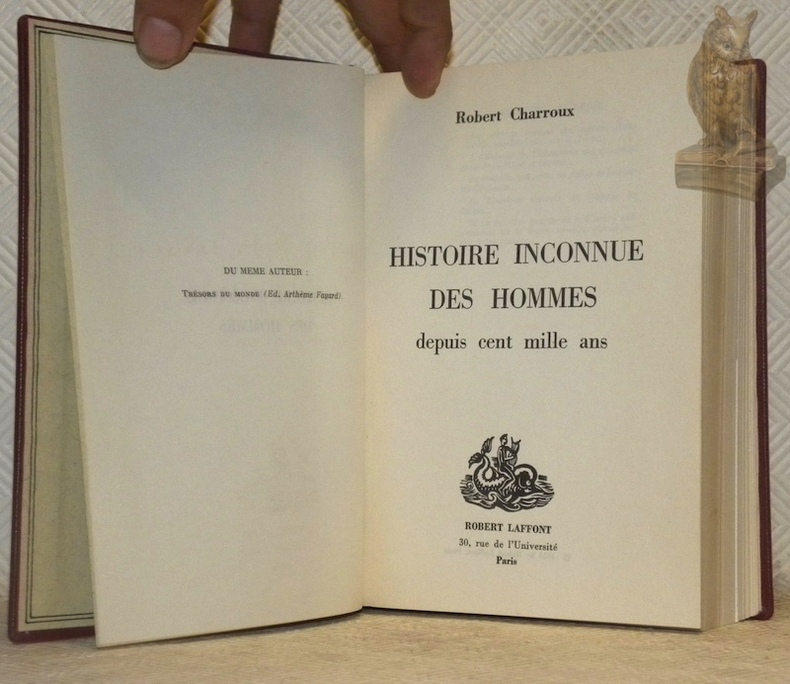 DU MEME AUTEUR :
TRÉSORS DU MONDE (Ed. Arthème Fayard).
Robert Charroux
HISTOIRE INCONNUE
DES HOMMES
depuis cent mille ans
ROBERT LAFFONT
30, rue de l'Université
Paris